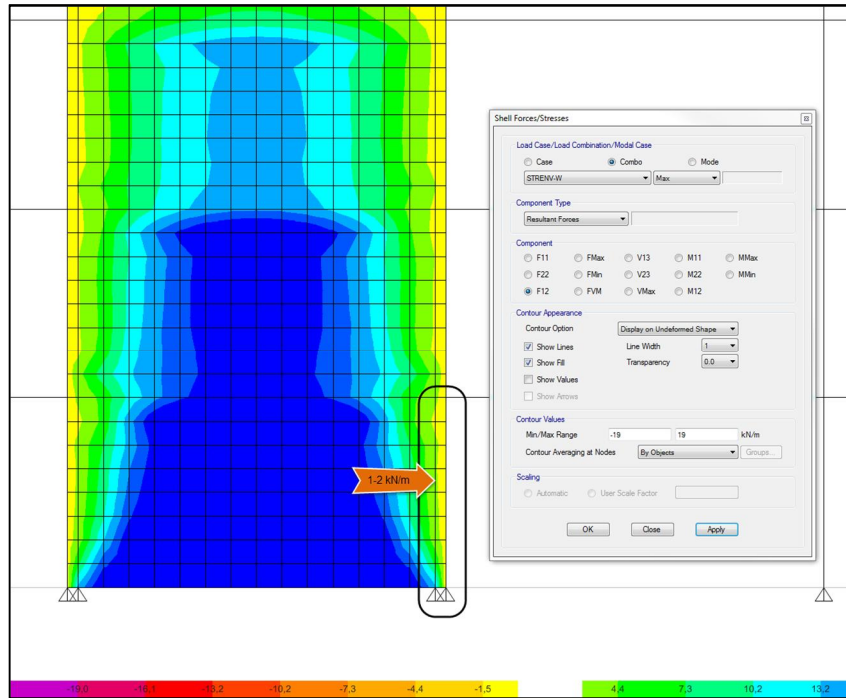 Shell Forces/Stresses
Load Case/Load Combination/Modal Case
Case Combo Mode
STRENV-W Max
Component Type
Resultant Forces
Component
F11 FMax V13 M11 MMax
F22 FMin V23 M22 MMin
F12 FVM VMax M12
Contour Appearance
Contour Option Display on Undeformed Shape
Show Lines Line Width 1
Show Fill Transparency 0.0
Show Values
Show Arrows
Contour Values
Min/Max Range -19 19 kN/m
Contour Averaging at Nodes By Objects Groups...
Scaling
Automatic User Scale Factor
OK Close Apply
1-2 kN/m
-19,0 -16,1 -13,2 -10,2 -7,3 -4,4 -1,5 4,4 7,3 10,2 13,2